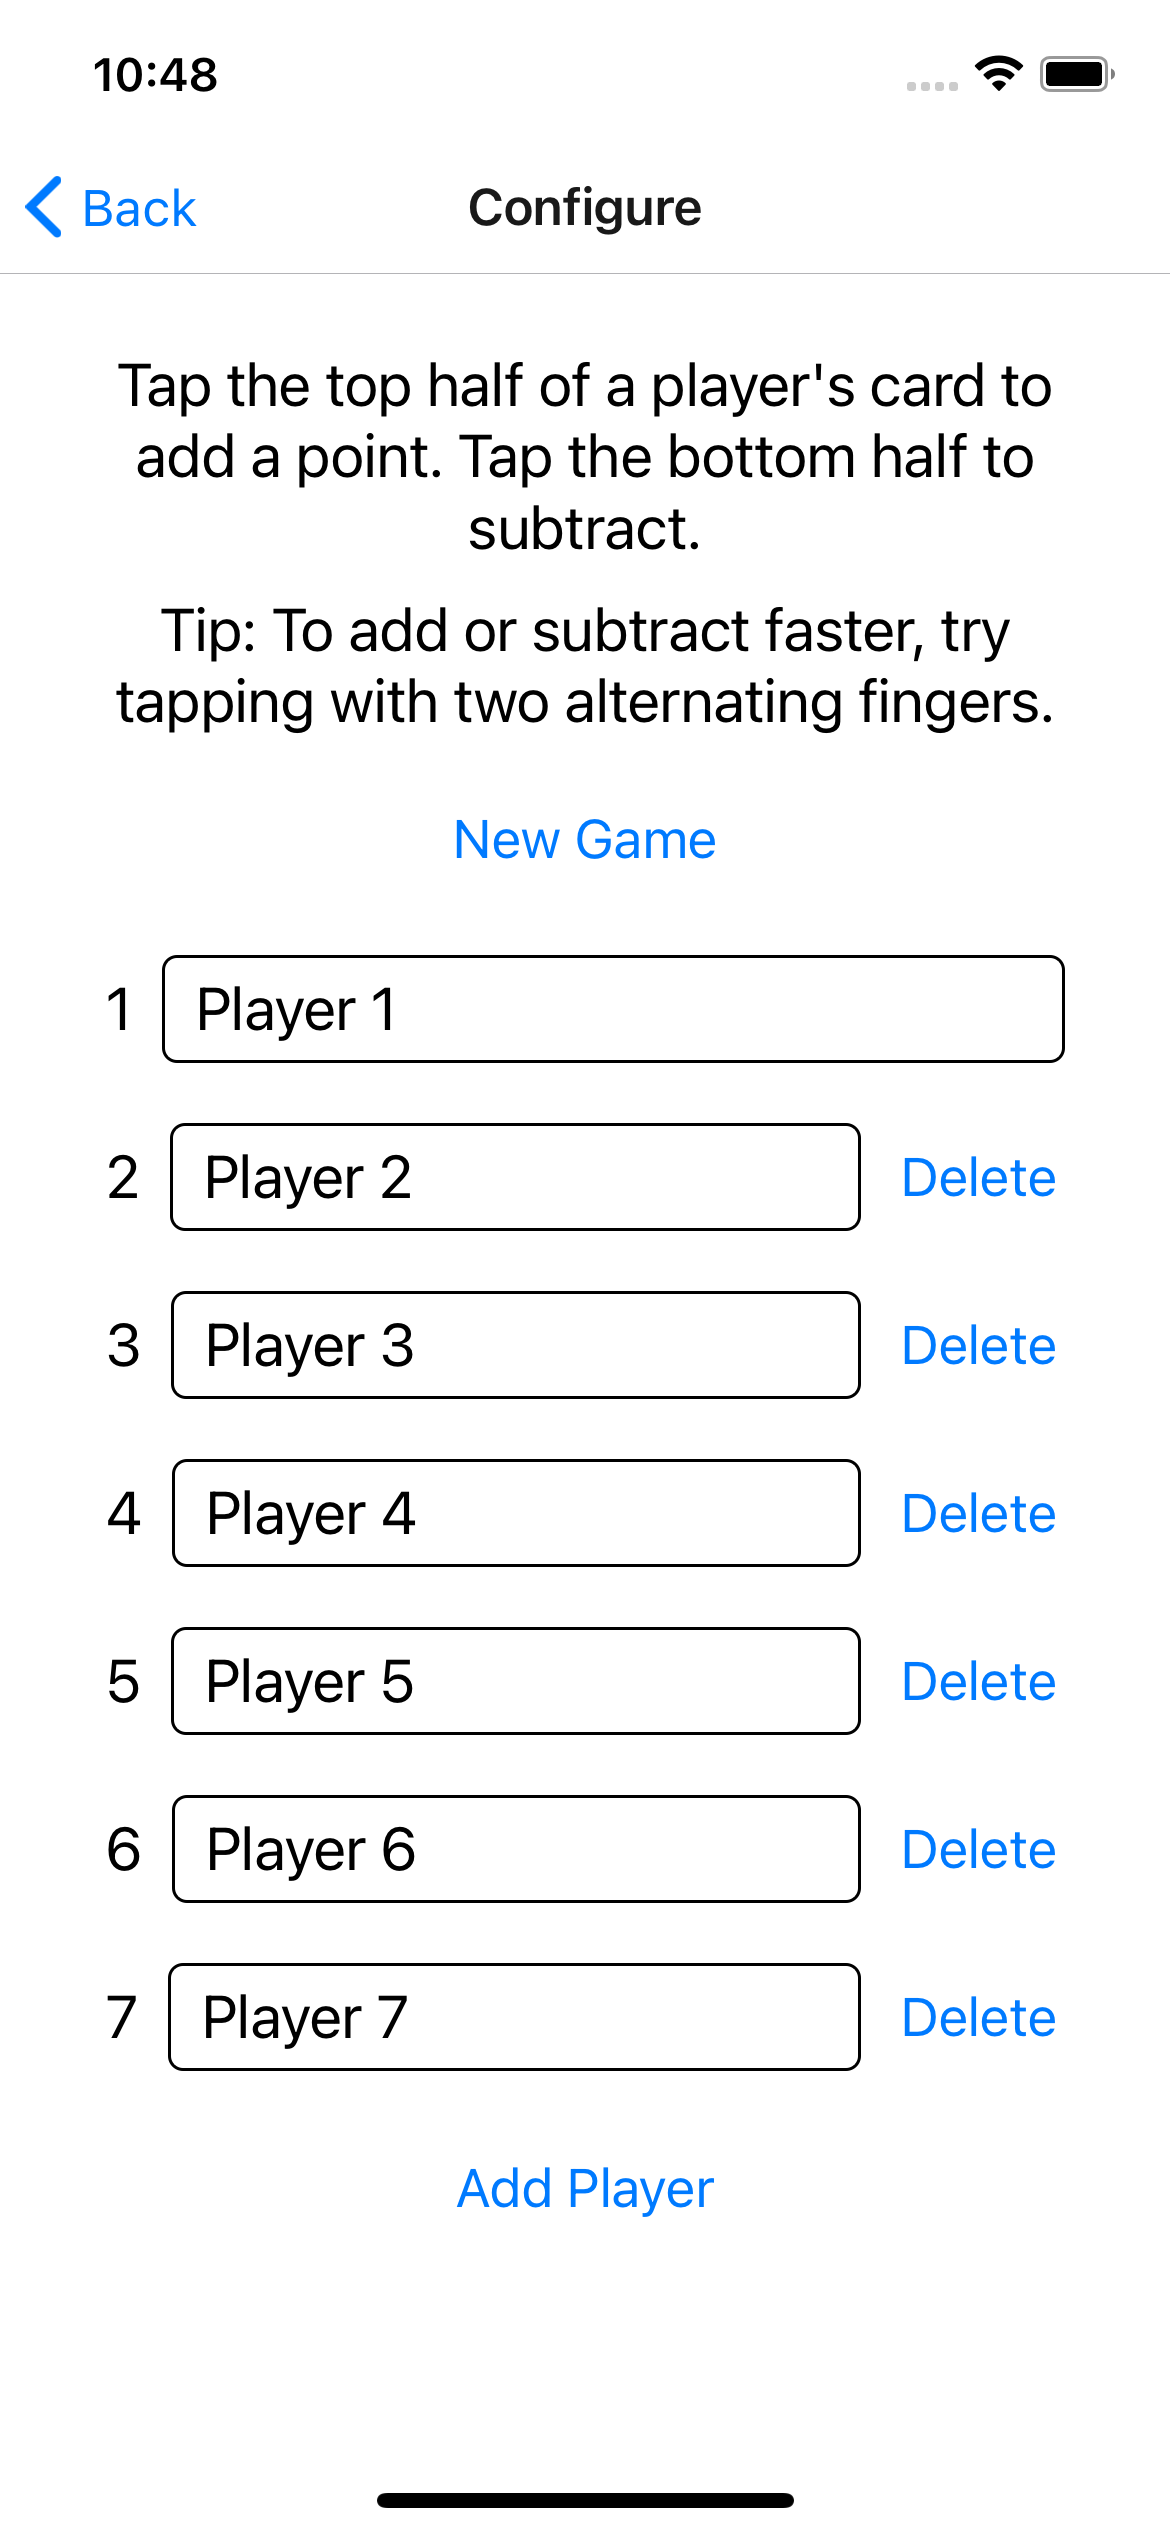 10:48
Back
Configure
Tap the top half of a player's card to
add a point. Tap the bottom half to
subtract.
Tip: To add or subtract faster, try
tapping with two alternating fingers.
New Game
1 Player 1
2 Player 2 Delete
3 Player 3 Delete
4 Player 4 Delete
5 Player 5 Delete
6 Player 6 Delete
7 Player 7 Delete
Add Player